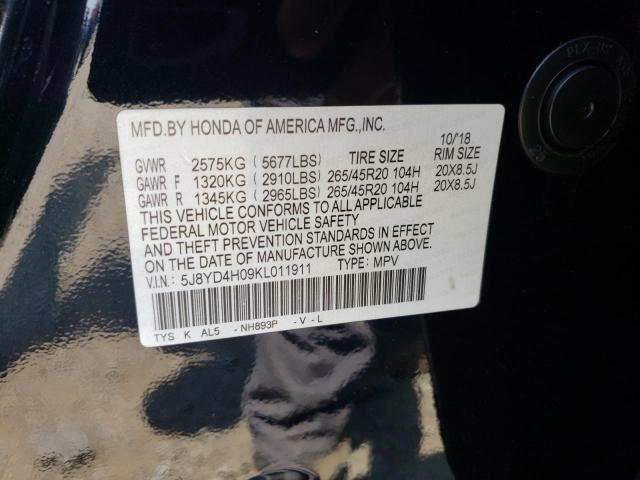 MFD.BY HONDA OF AMERICA MFG.,INC.
10/'18
GVWR 2575KG (5677LBS) TIRE SIZE RIM SIZE
GAWR F 1320KG (2910LBS) 265/45R20 104H 20X8.5J
GAWR R 1345KG (2965LBS) 265/45R20 104H 20X8.5J
THIS VEHICLE CONFORMS TO ALL APPLICABLE
FEDERAL MOTOR VEHICLE SAFETY
AND THEFT PREVENTION STANDARDS IN EFFECT
ON THE DATE OF MANUFACTURE SHOWN ABOVE.
V.I.N.: 5J8YD4H09KL011911 TYPE: MPV
TYS K AL5 -NH893P -V-L